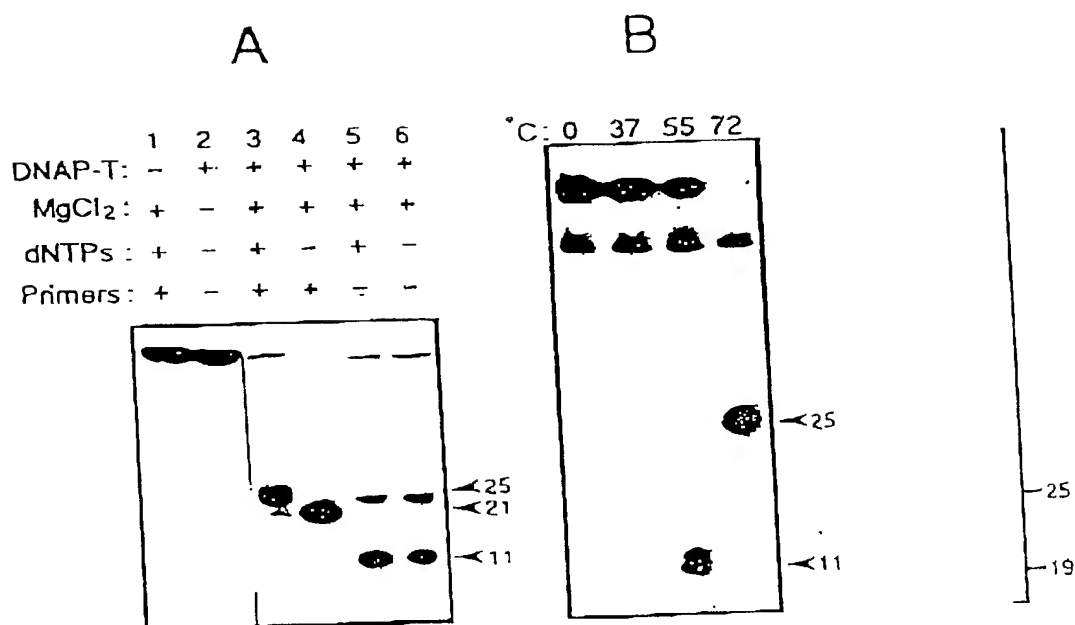 A
B
1 2 3 4 5 6
DNAP-T: - + + + + +
MgCl₂: + - + + + +
dNTPs : + - + - + -
Primers: + - + + - -
°C: 0 37 55 72
25
21
11
25
11
25
19